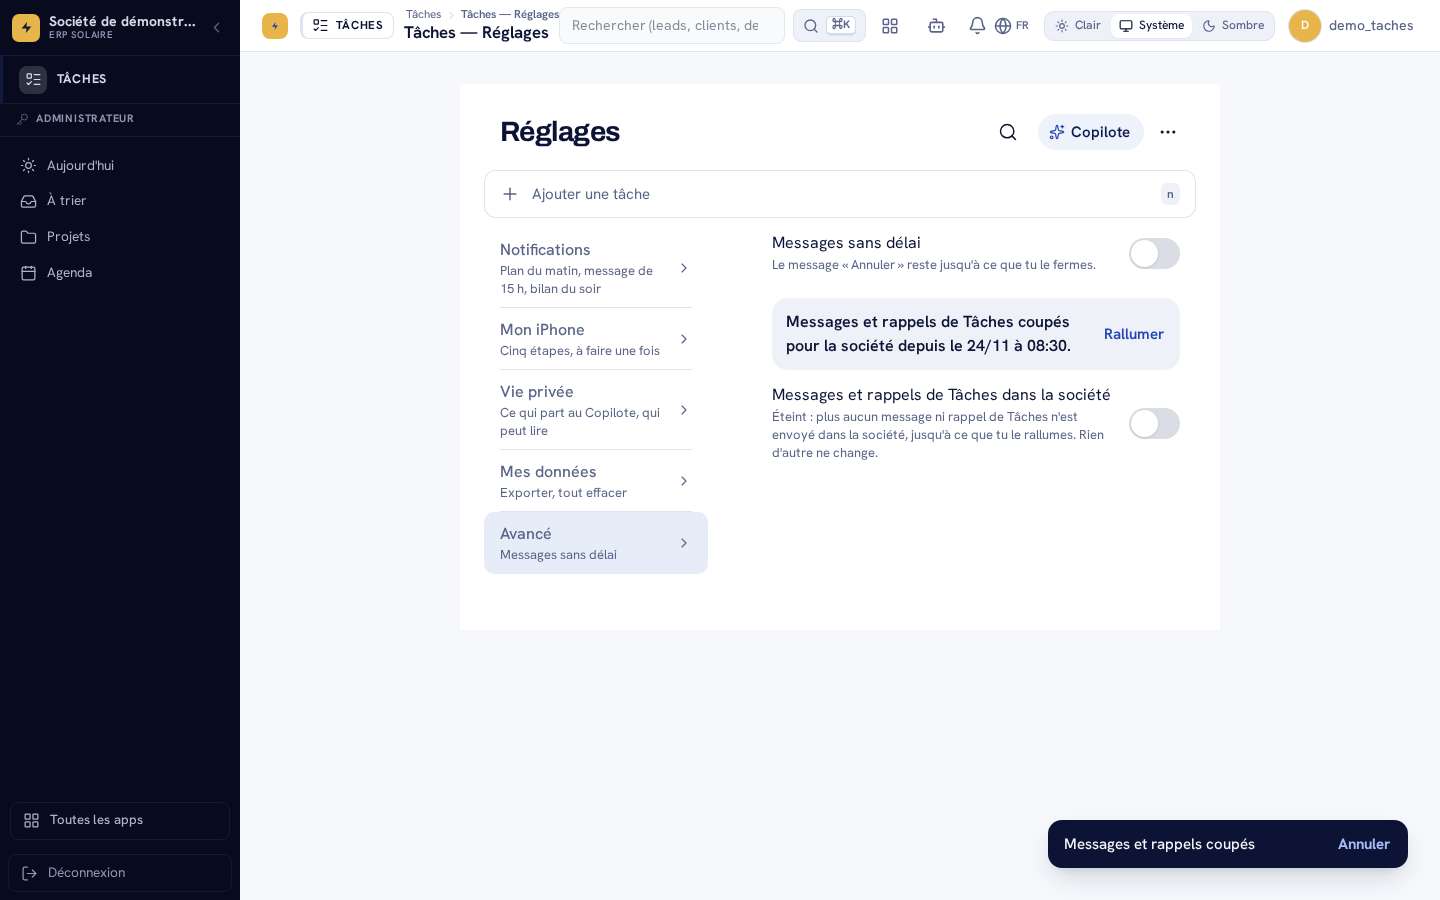 Société de démonstr...
ERP SOLAIRE
TÂCHES
ADMINISTRATEUR
Aujourd'hui
À trier
Projets
Agenda
Toutes les apps
Déconnexion
TÂCHES
Tâches > Tâches — Réglages
Tâches — Réglages
Rechercher (leads, clients, de
⌘K
FR
Clair
Système
Sombre
D
demo_taches
Réglages
Copilote
Ajouter une tâche
n
Notifications
Plan du matin, message de
15 h, bilan du soir
Mon iPhone
Cinq étapes, à faire une fois
Vie privée
Ce qui part au Copilote, qui
peut lire
Mes données
Exporter, tout effacer
Avancé
Messages sans délai
Messages sans délai
Le message « Annuler » reste jusqu'à ce que tu le fermes.
Messages et rappels de Tâches coupés
pour la société depuis le 24/11 à 08:30.
Rallumer
Messages et rappels de Tâches dans la société
Éteint : plus aucun message ni rappel de Tâches n'est
envoyé dans la société, jusqu'à ce que tu le rallumes. Rien
d'autre ne change.
Messages et rappels coupés
Annuler